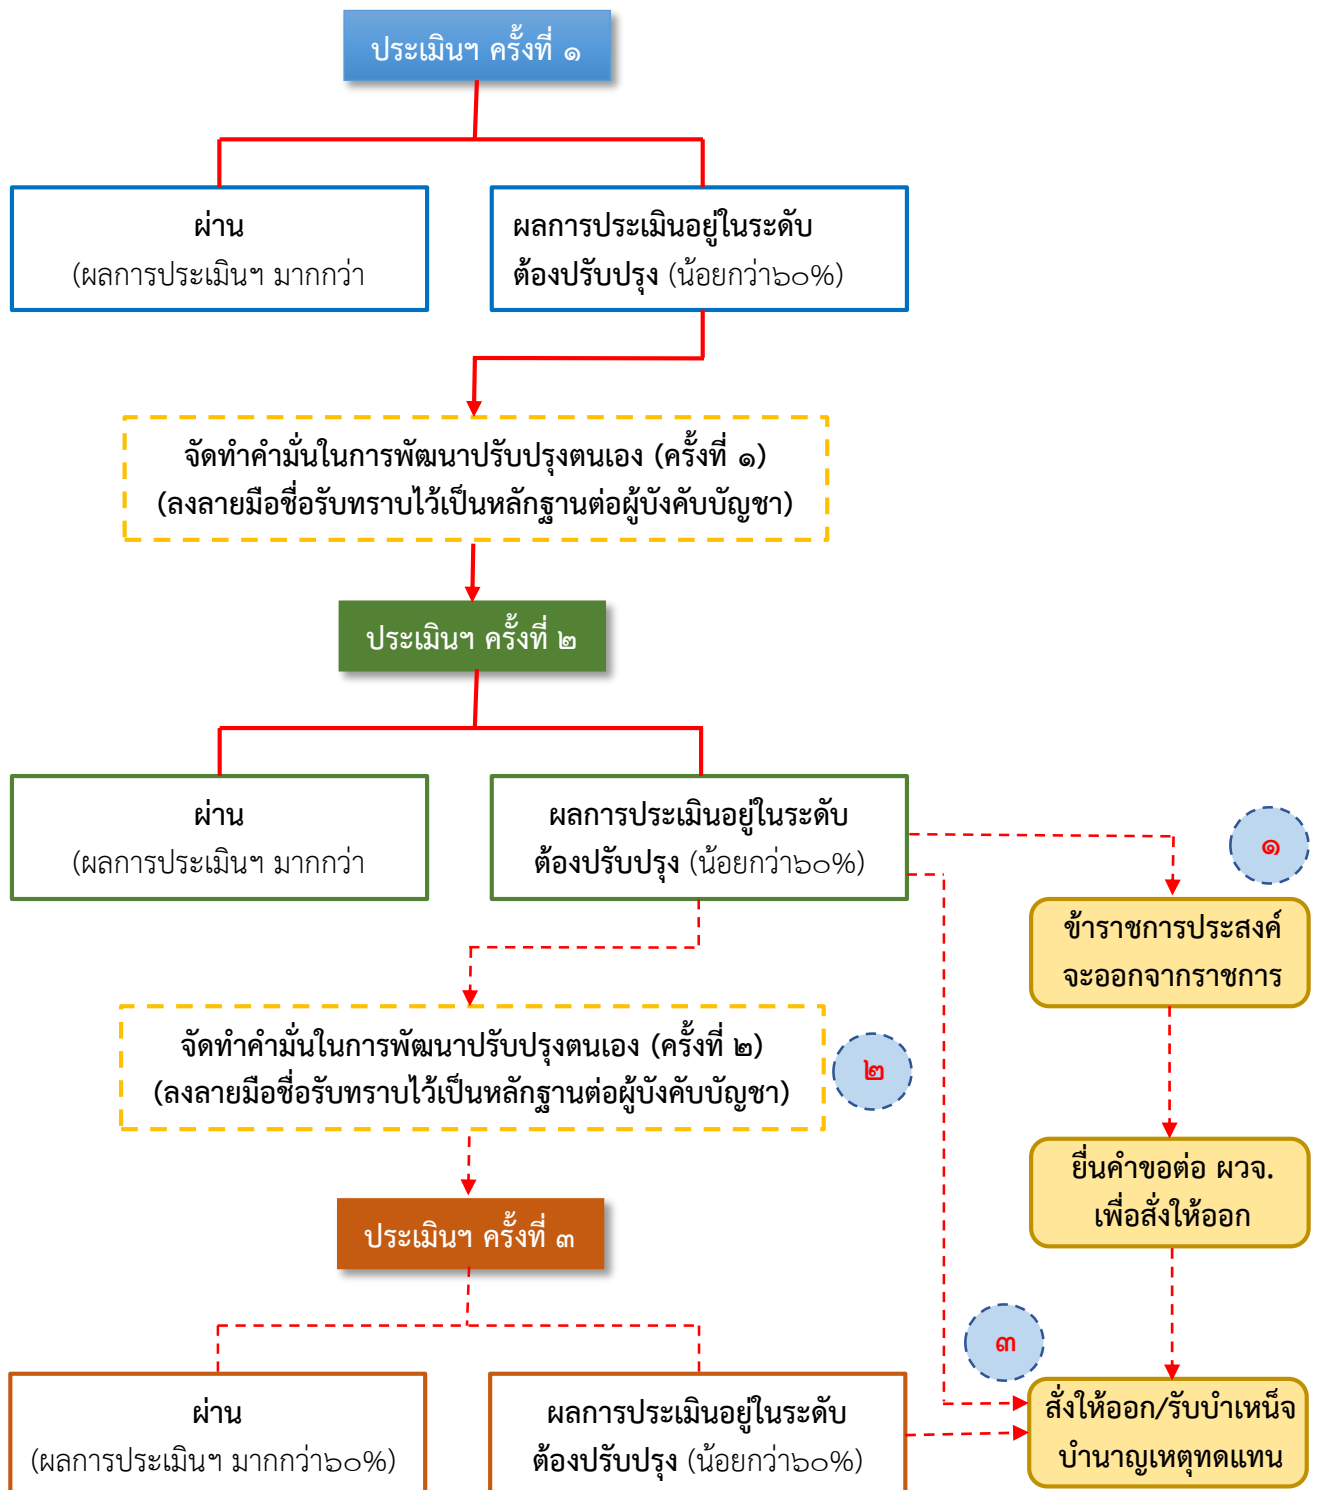 ประเมินฯ ครั้งที่ ๑
ผ่าน
(ผลการประเมินฯ มากกว่า
ผลการประเมินอยู่ในระดับ
ต้องปรับปรุง (น้อยกว่า๖๐%)
จัดทำคำมั่นในการพัฒนาปรับปรุงตนเอง (ครั้งที่ ๑)
(ลงลายมือชื่อรับทราบไว้เป็นหลักฐานต่อผู้บังคับบัญชา)
ประเมินฯ ครั้งที่ ๒
ผ่าน
(ผลการประเมินฯ มากกว่า
ผลการประเมินอยู่ในระดับ
ต้องปรับปรุง (น้อยกว่า๖๐%)
๑
ข้าราชการประสงค์
จะออกจากราชการ
จัดทำคำมั่นในการพัฒนาปรับปรุงตนเอง (ครั้งที่ ๒)
(ลงลายมือชื่อรับทราบไว้เป็นหลักฐานต่อผู้บังคับบัญชา)
๒
ยื่นคำขอต่อ ผวจ.
เพื่อสั่งให้ออก
ประเมินฯ ครั้งที่ ๓
๓
ผ่าน
(ผลการประเมินฯ มากกว่า๖๐%)
ผลการประเมินอยู่ในระดับ
ต้องปรับปรุง (น้อยกว่า๖๐%)
สั่งให้ออก/รับบำเหน็จ
บำนาญเหตุทดแทน